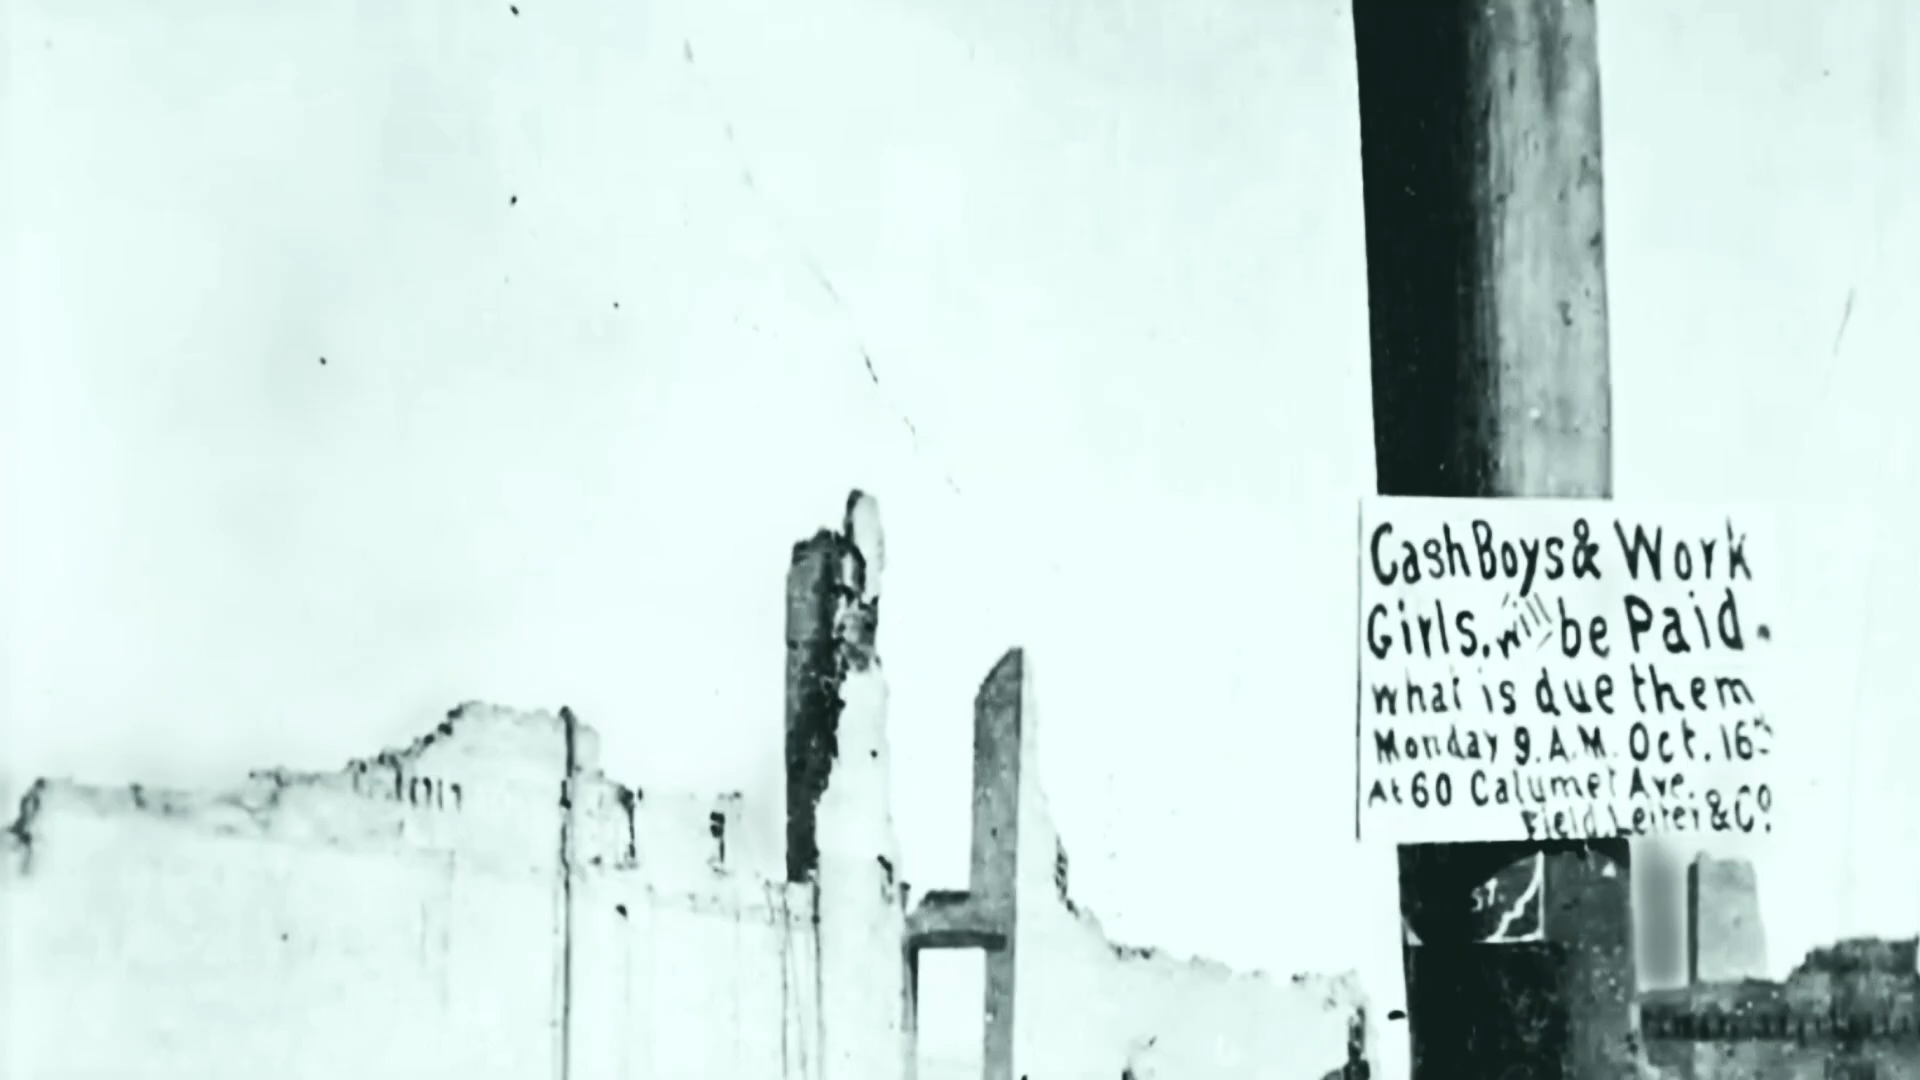 Cash Boys & Work
Girls. will be Paid.
what is due them
Monday 9. A.M. Oct. 16th
At 60 Calumet Ave.
Field, Leiter & Co.
ST.